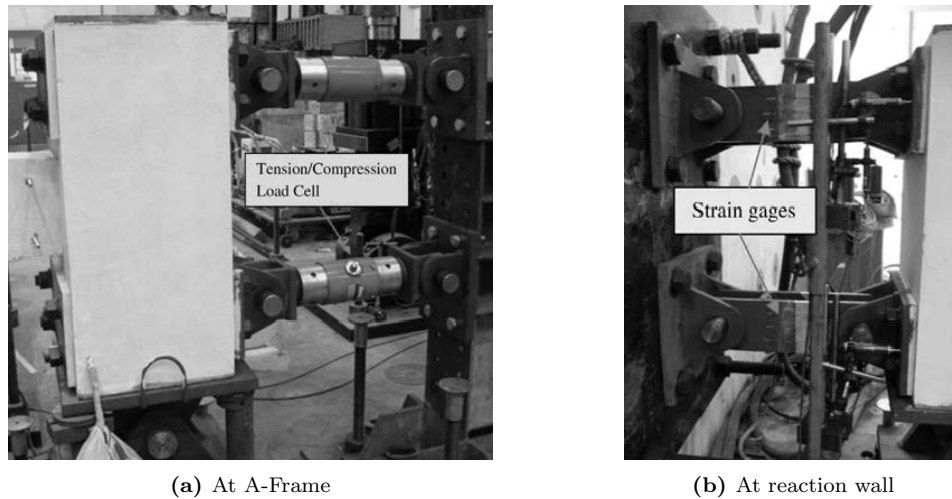 Tension/Compression
Load Cell
Strain gages
(a) At A-Frame
(b) At reaction wall